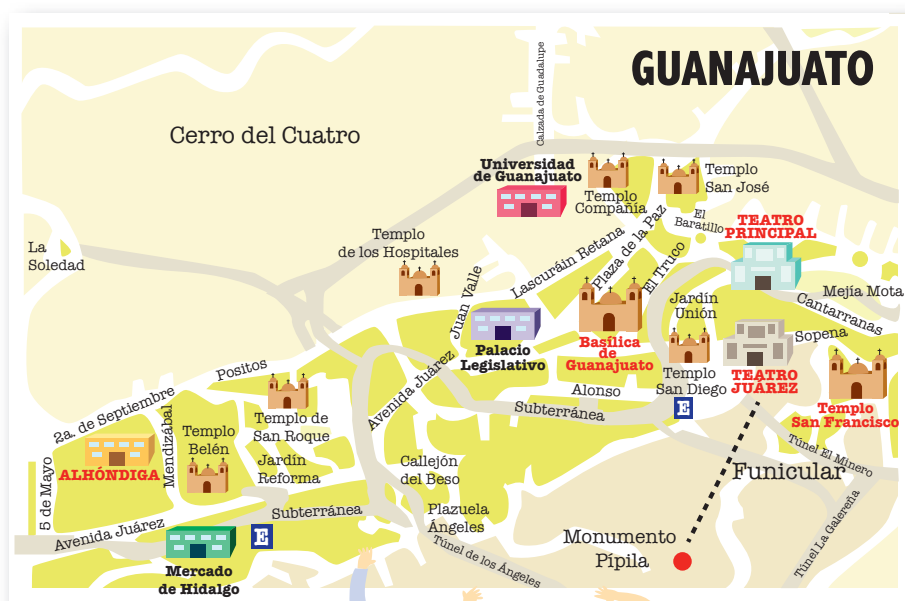 GUANAJUATO
Calzada de Guadalupe
Cerro del Cuatro
Universidad
de Guanajuato
Templo
San José
Templo
Compañía
El
Baratillo
TEATRO
PRINCIPAL
La
Soledad
Templo
de los Hospitales
Lascuráin Retana
Plaza de la Paz
El Truco
Juan Valle
Jardín
Unión
Mejía Mota
Cantarranas
Sopena
Palacio
Legislativo
Basílica
de
Guanajuato
Templo
San Diego
TEATRO
JUÁREZ
Templo
San Francisco
Positos
Avenida Juárez
Alonso
Subterránea
E
2a. de Septiembre
Mendizabal
Templo de
San Roque
Templo
Belén
ALHÓNDIGA
Jardín
Reforma
Callejón
del Beso
Túnel El Minero
Funicular
5 de Mayo
Avenida Juárez
Subterránea
E
Plazuela
Ángeles
Túnel de los Ángeles
Túnel La Galereña
Monumento
Pípila
Mercado
de Hidalgo